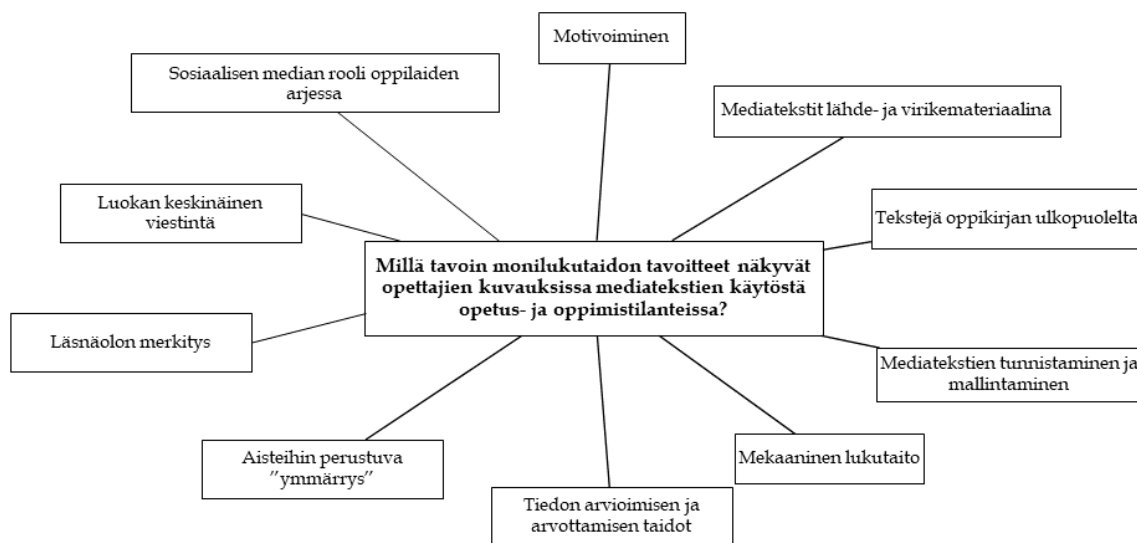 Motivoiminen
Sosiaalisen median rooli oppilaiden
arjessa
Mediatekstit lähde- ja virikemateriaalina
Luokan keskinäinen
viestintä
Tekstejä oppikirjan ulkopuolelta
Millä tavoin monilukutaidon tavoitteet näkyvät
opettajien kuvauksissa mediatekstien käytöstä
opetus- ja oppimistilanteissa?
Läsnäolon merkitys
Mediatekstien tunnistaminen ja
mallintaminen
Aisteihin perustuva
”ymmärrys”
Mekaaninen lukutaito
Tiedon arvioimisen ja
arvottamisen taidot